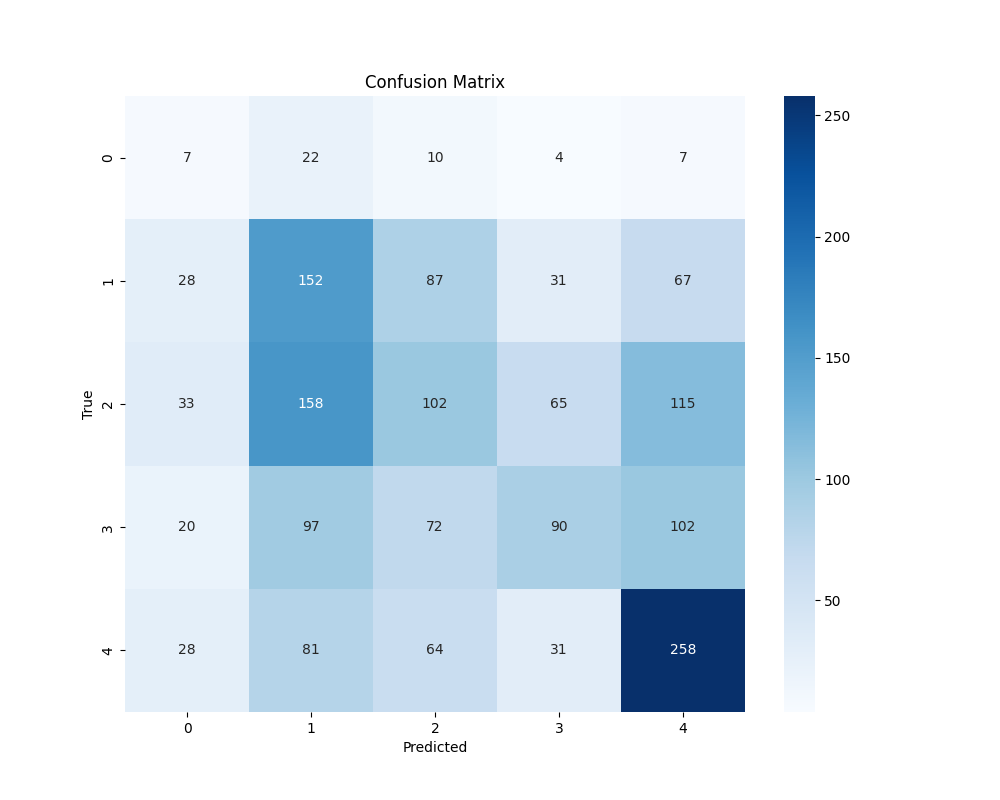 Confusion Matrix
0 7 22 10 4 7
1 28 152 87 31 67
2 33 158 102 65 115
3 20 97 72 90 102
4 28 81 64 31 258
True
0 1 2 3 4
Predicted
250
200
150
100
50